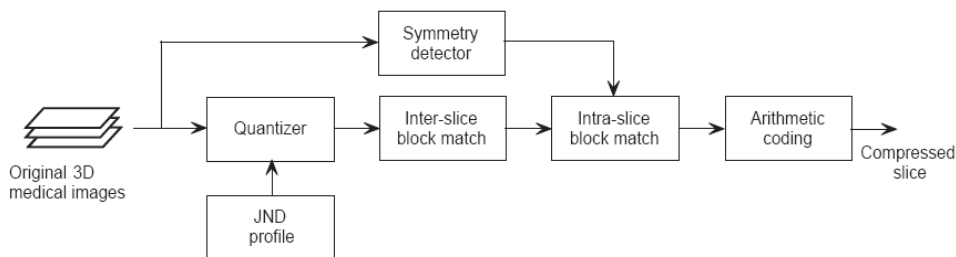 Symmetry
detector
Original 3D
medical images
Quantizer
Inter-slice
block match
Intra-slice
block match
Arithmetic
coding
Compressed
slice
JND
profile